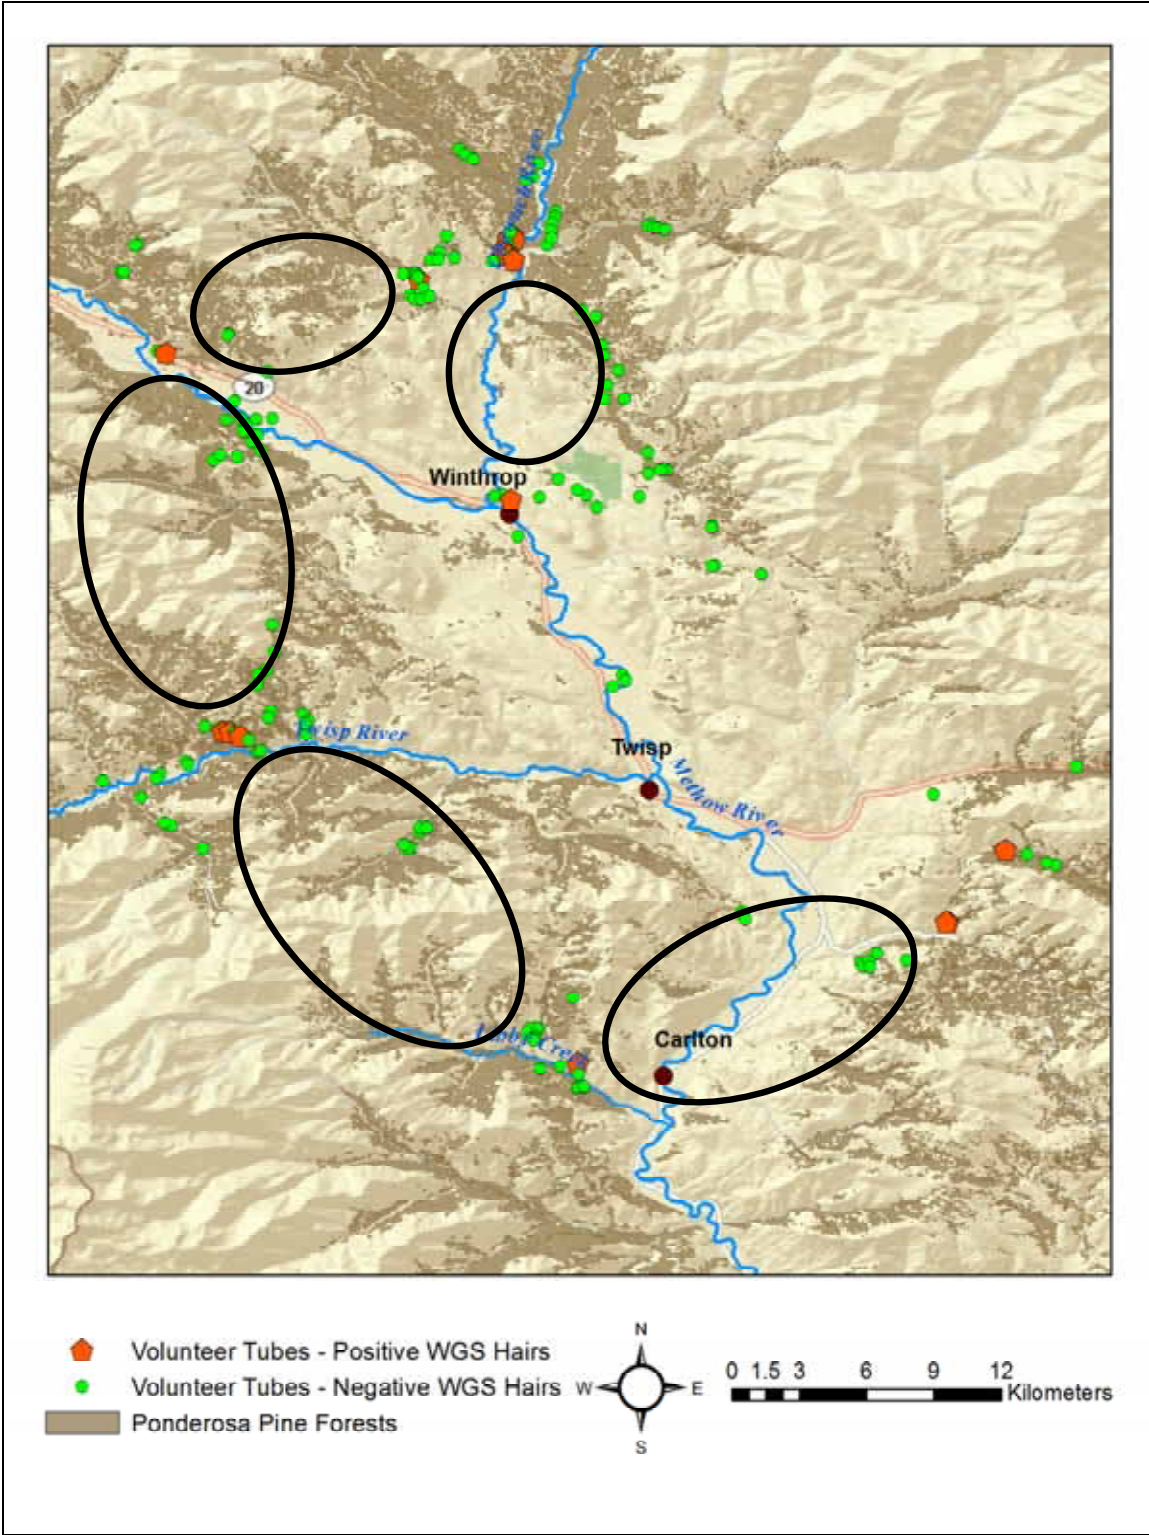 20
Winthrop
Twisp River
Twisp
Methow River
Carlton
Volunteer Tubes - Positive WGS Hairs
Volunteer Tubes - Negative WGS Hairs
Ponderosa Pine Forests
N
W
E
S
0 1.5 3 6 9 12
Kilometers